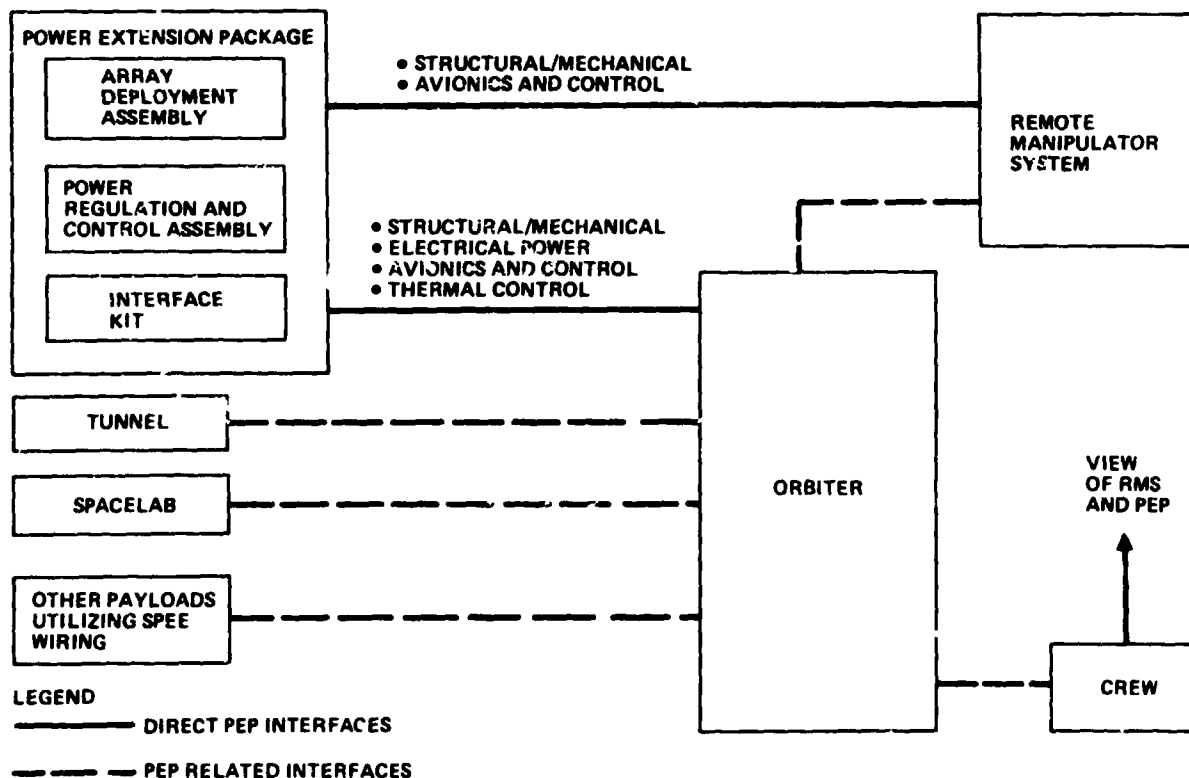 POWER EXTENSION PACKAGE
ARRAY
DEPLOYMENT
ASSEMBLY
POWER
REGULATION AND
CONTROL ASSEMBLY
INTERFACE
KIT
• STRUCTURAL/MECHANICAL
• AVIONICS AND CONTROL
REMOTE
MANIPULATOR
SYSTEM
• STRUCTURAL/MECHANICAL
• ELECTRICAL POWER
• AVIONICS AND CONTROL
• THERMAL CONTROL
TUNNEL
SPACELAB
OTHER PAYLOADS
UTILIZING SPEE
WIRING
ORBITER
VIEW
OF RMS
AND PEP
CREW
LEGEND
DIRECT PEP INTERFACES
PEP RELATED INTERFACES